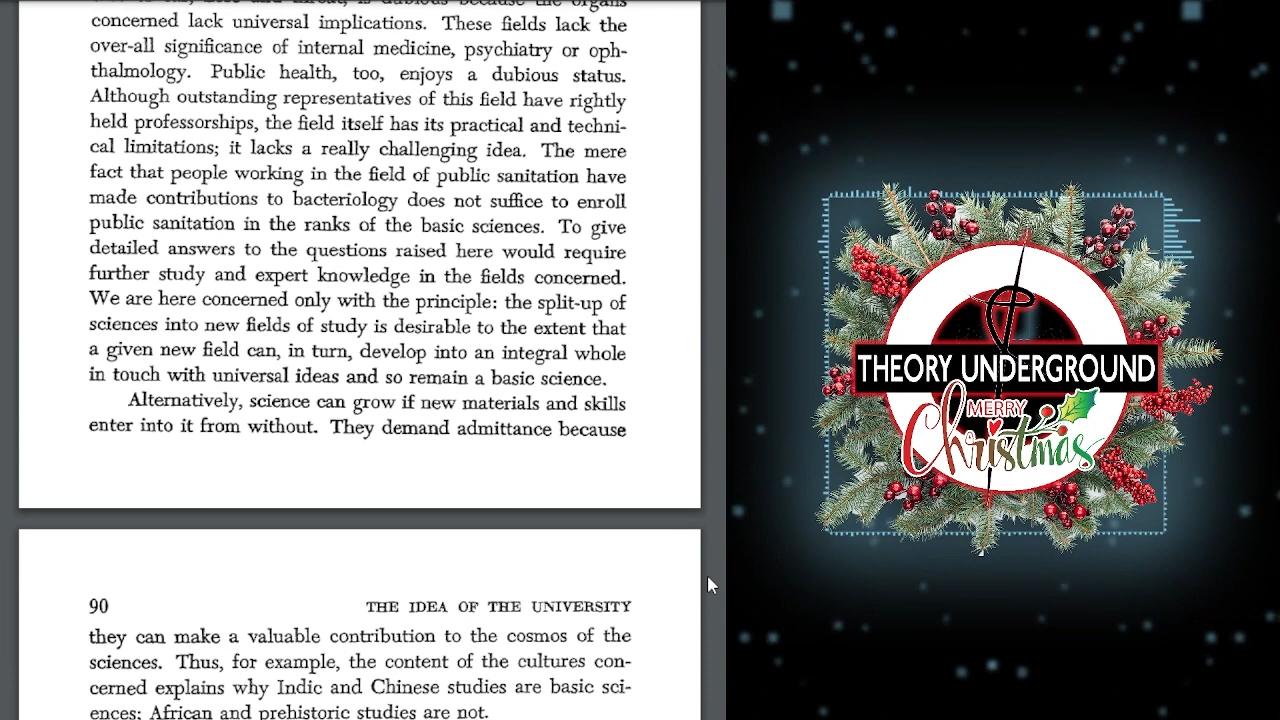 concerned lack universal implications. These fields lack the
over-all significance of internal medicine, psychiatry or oph-
thalmology. Public health, too, enjoys a dubious status.
Although outstanding representatives of this field have rightly
held professorships, the field itself has its practical and techni-
cal limitations; it lacks a really challenging idea. The mere
fact that people working in the field of public sanitation have
made contributions to bacteriology does not suffice to enroll
public sanitation in the ranks of the basic sciences. To give
detailed answers to the questions raised here would require
further study and expert knowledge in the fields concerned.
We are here concerned only with the principle: the split-up of
sciences into new fields of study is desirable to the extent that
a given new field can, in turn, develop into an integral whole
in touch with universal ideas and so remain a basic science.
Alternatively, science can grow if new materials and skills
enter into it from without. They demand admittance because
90 THE IDEA OF THE UNIVERSITY
they can make a valuable contribution to the cosmos of the
sciences. Thus, for example, the content of the cultures con-
cerned explains why Indic and Chinese studies are basic sci-
ences; African and prehistoric studies are not.
THEORY UNDERGROUND
MERRY
Christmas